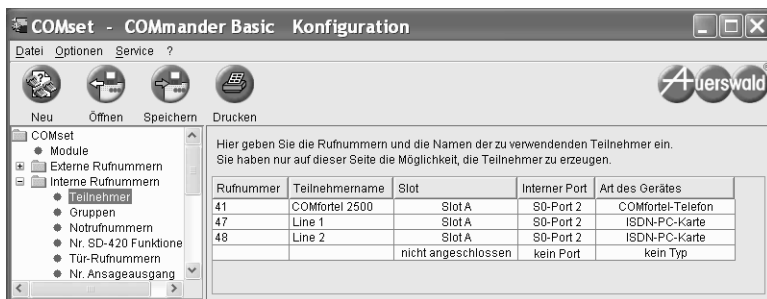 COMset - COMmander Basic Konfiguration
Datei Optionen Service ?
Neu Öffnen Speichern Drucken
Auerswald
COMset
Module
Externe Rufnummern
Interne Rufnummern
Teilnehmer
Gruppen
Notrufnummern
Nr. SD-420 Funktione
Tür-Rufnummern
Nr. Ansageausgang
Hier geben Sie die Rufnummern und die Namen der zu verwendenden Teilnehmer ein.
Sie haben nur auf dieser Seite die Möglichkeit, die Teilnehmer zu erzeugen.
Rufnummer Teilnehmername Slot Interner Port Art des Gerätes
41 COMfortel 2500 Slot A S0-Port 2 COMfortel-Telefon
47 Line 1 Slot A S0-Port 2 ISDN-PC-Karte
48 Line 2 Slot A S0-Port 2 ISDN-PC-Karte
nicht angeschlossen kein Port kein Typ